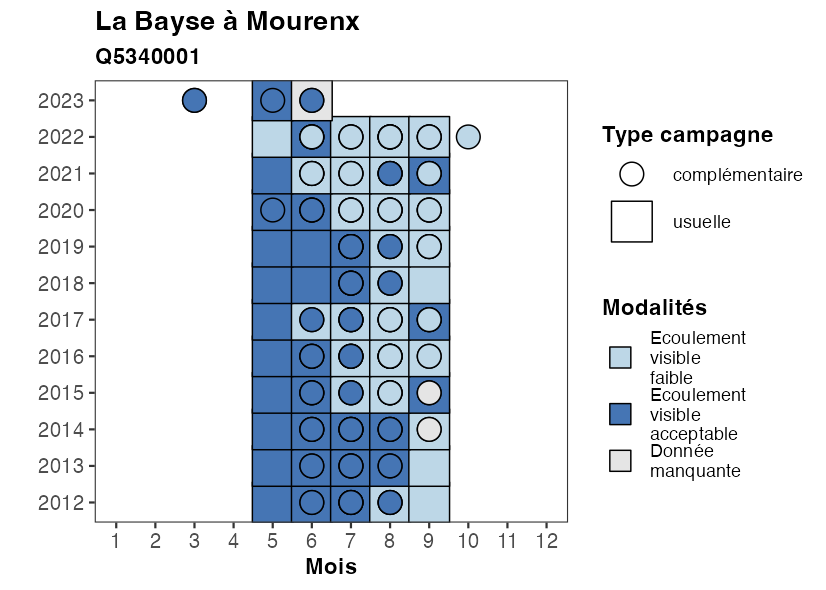 La Bayse à Mourenx
Q5340001
2023
2022
2021
2020
2019
2018
2017
2016
2015
2014
2013
2012
1 2 3 4 5 6 7 8 9 10 11 12
Mois
Type campagne
complémentaire
usuelle
Modalités
Ecoulement
visible
faible
Ecoulement
visible
acceptable
Donnée
manquante